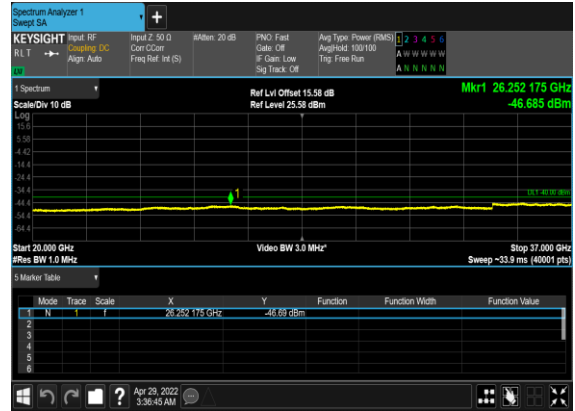 Spectrum Analyzer 1
Swept SA
+
KEYSIGHT Input: RF Input Z: 50 Ω #Atten: 20 dB PNO: Fast Avg Type: Power (RMS) 1 2 3 4 5 6
RLT Coupling: DC Corr CCorr Gate: Off Avg|Hold: 100/100 A W W W W W
Align: Auto Freq Ref: Int (S) IF Gain: Low Trig: Free Run
Sig Track: Off A N N N N N
1 Spectrum Ref Lvl Offset 15.58 dB Mkr1 26.252 175 GHz
Scale/Div 10 dB Ref Level 25.58 dBm -46.685 dBm
Log
15.6
5.58
-4.42
-14.4
-24.4
-34.4
1
DL1 -40.00 dBm
-44.4
-54.4
-64.4
Start 20.000 GHz Video BW 3.0 MHz* Stop 37.000 GHz
#Res BW 1.0 MHz Sweep ~33.9 ms (40001 pts)
5 Marker Table
Mode Trace Scale X Y Function Function Width Function Value
1 N 1 f 26.252 175 GHz -46.69 dBm
2
3
4
5
6
? Apr 29, 2022
3:36:45 AM